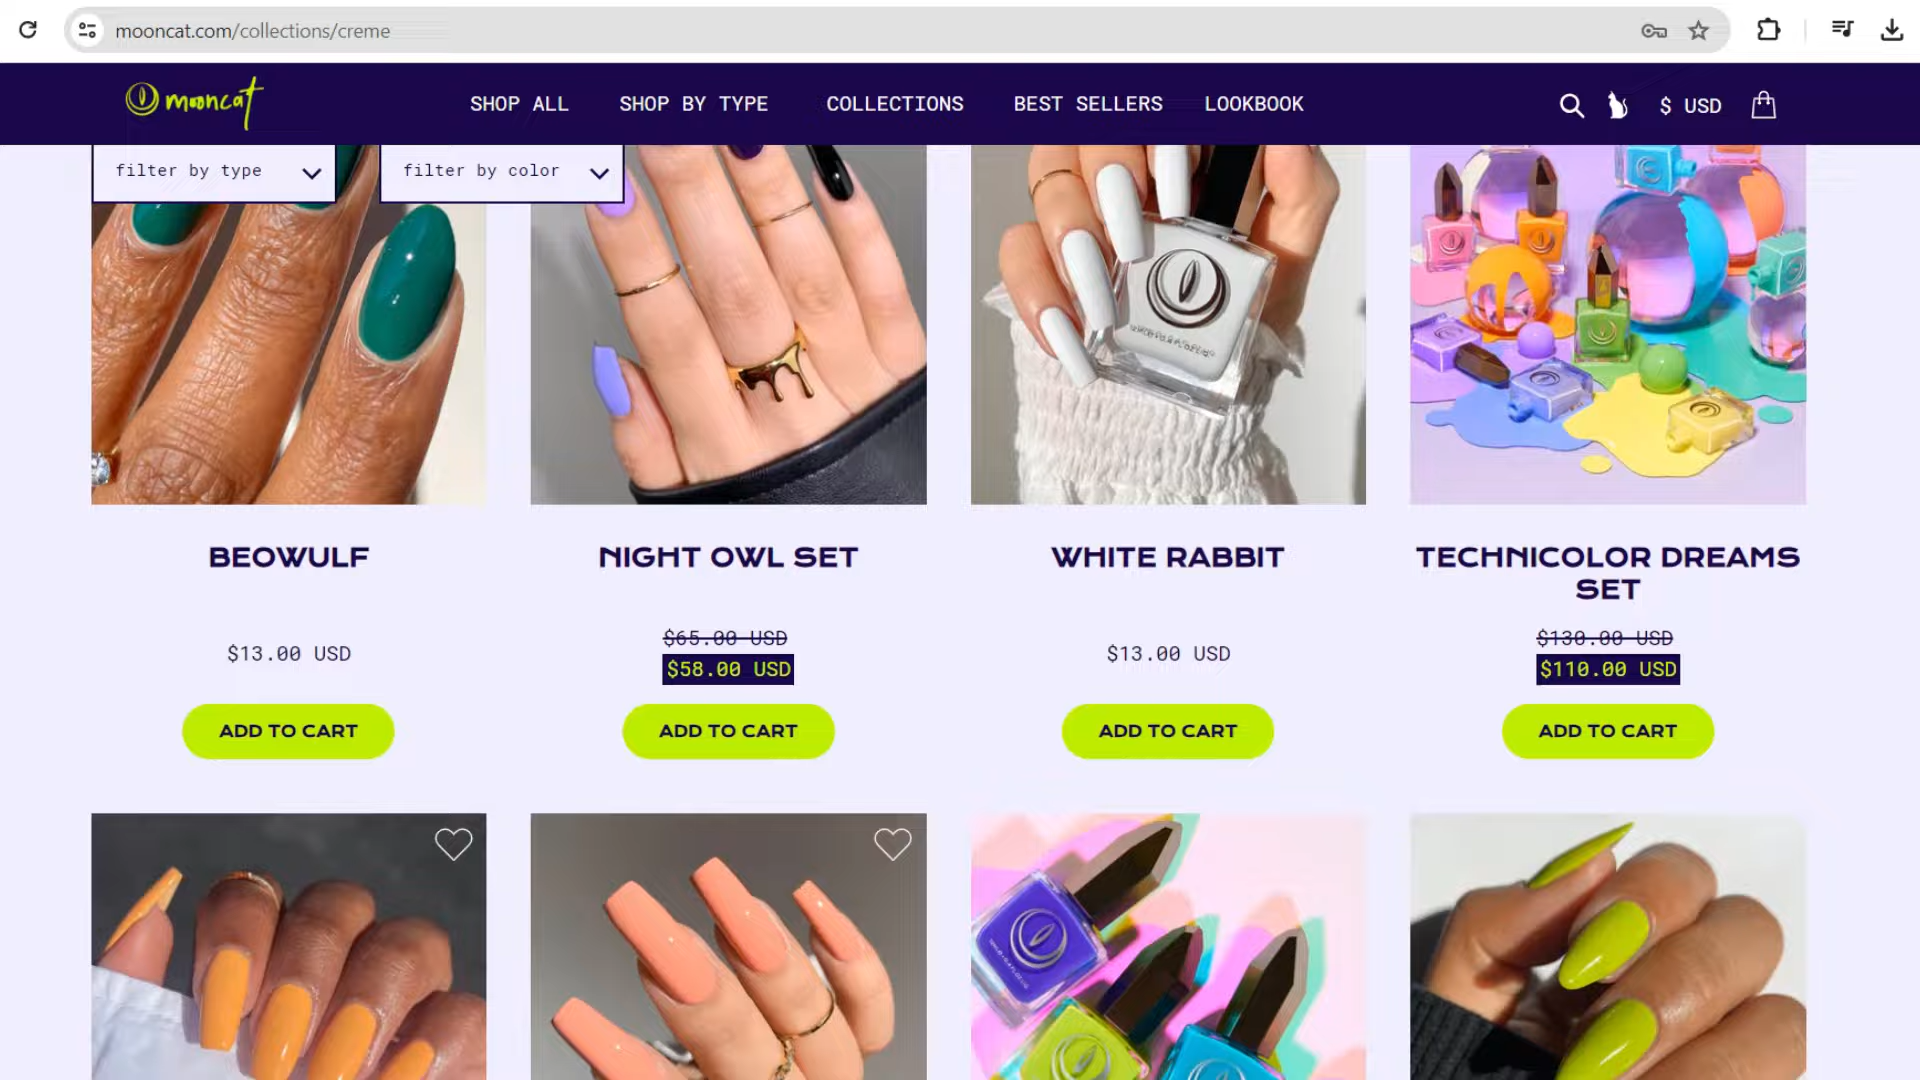 mooncat.com/collections/creme
mooncat
SHOP ALL
SHOP BY TYPE
COLLECTIONS
BEST SELLERS
LOOKBOOK
$ USD
filter by type
filter by color
BEOWULF
NIGHT OWL SET
WHITE RABBIT
TECHNICOLOR DREAMS
SET
$13.00 USD
$65.00 USD
$58.00 USD
$13.00 USD
$130.00 USD
$110.00 USD
ADD TO CART
ADD TO CART
ADD TO CART
ADD TO CART